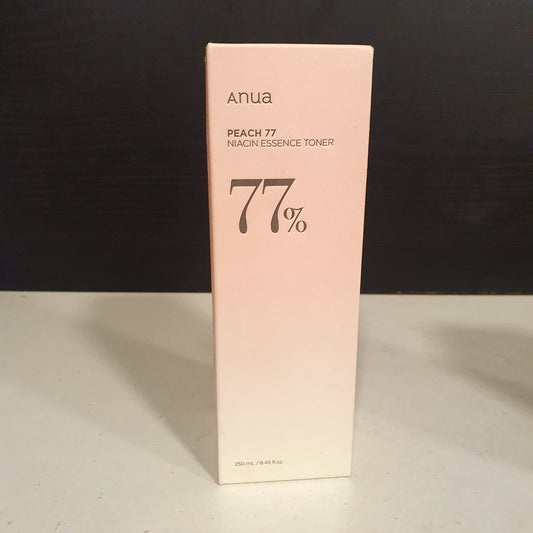 Anua
PEACH 77
NIACIN ESSENCE TONER
77%
250 mL / 8.45 fl.oz.